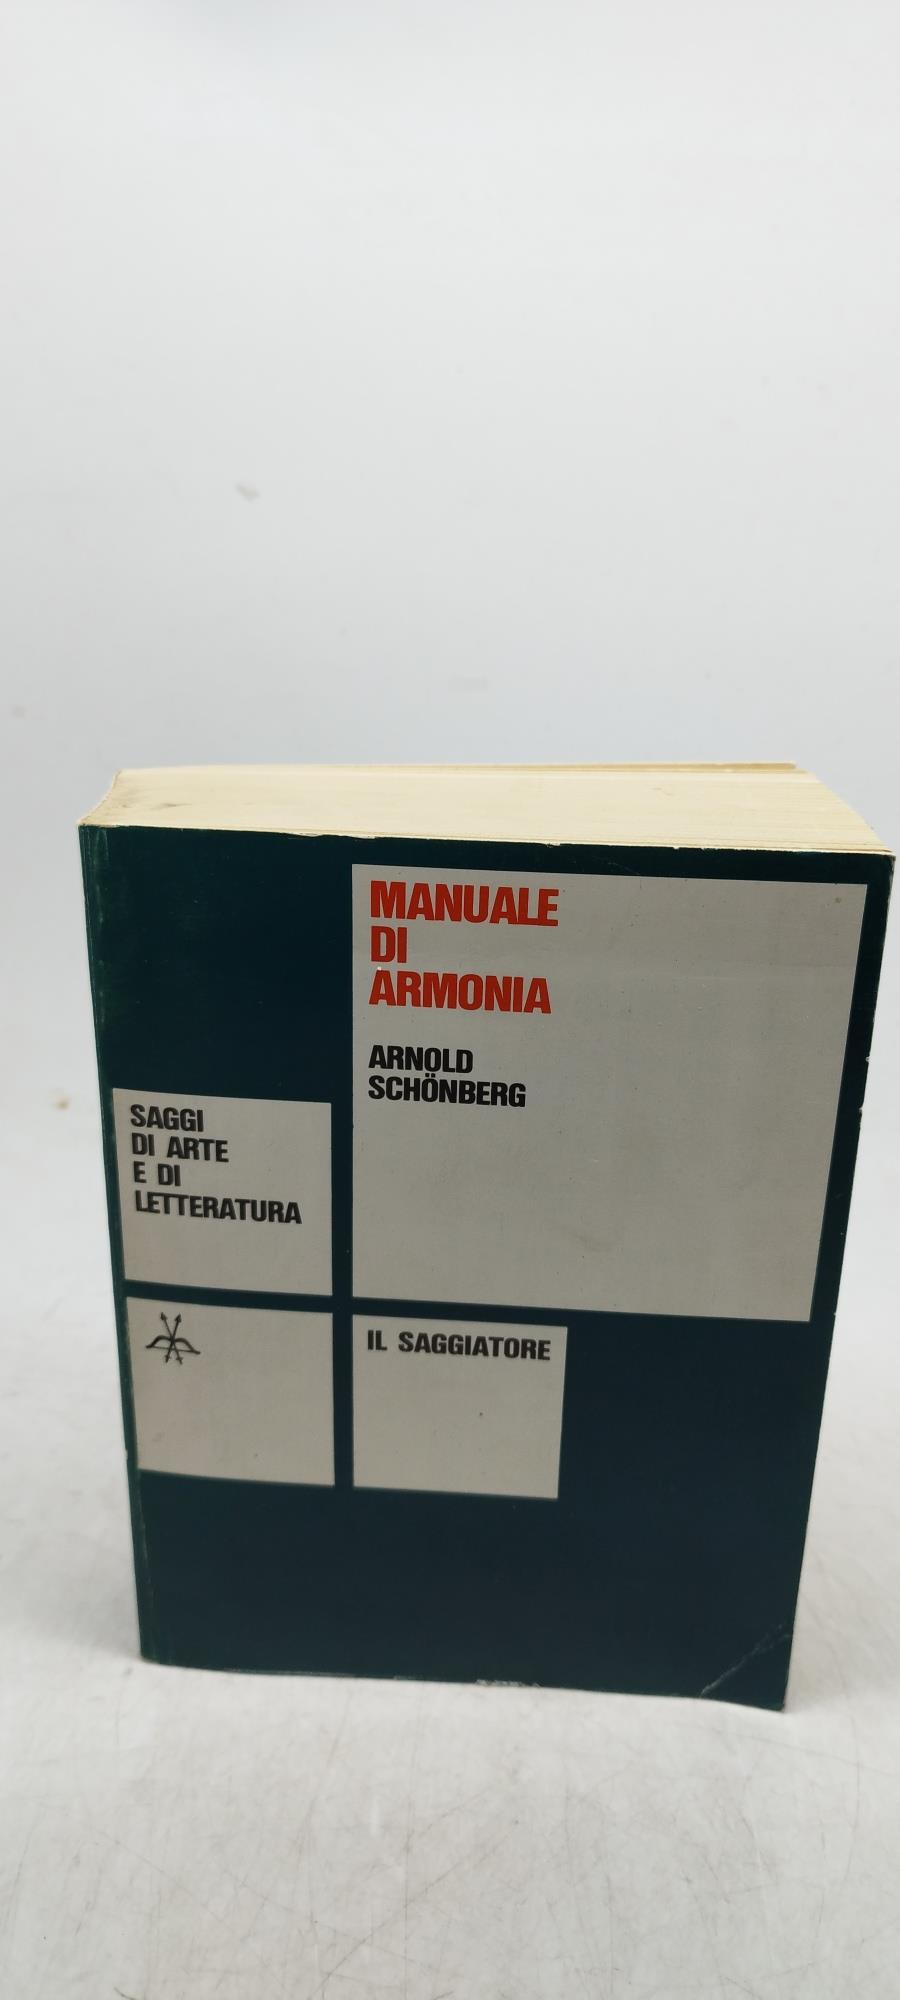 MANUALE
DI
ARMONIA
ARNOLD
SCHÖNBERG
SAGGI
DI ARTE
E DI
LETTERATURA
IL SAGGIATORE